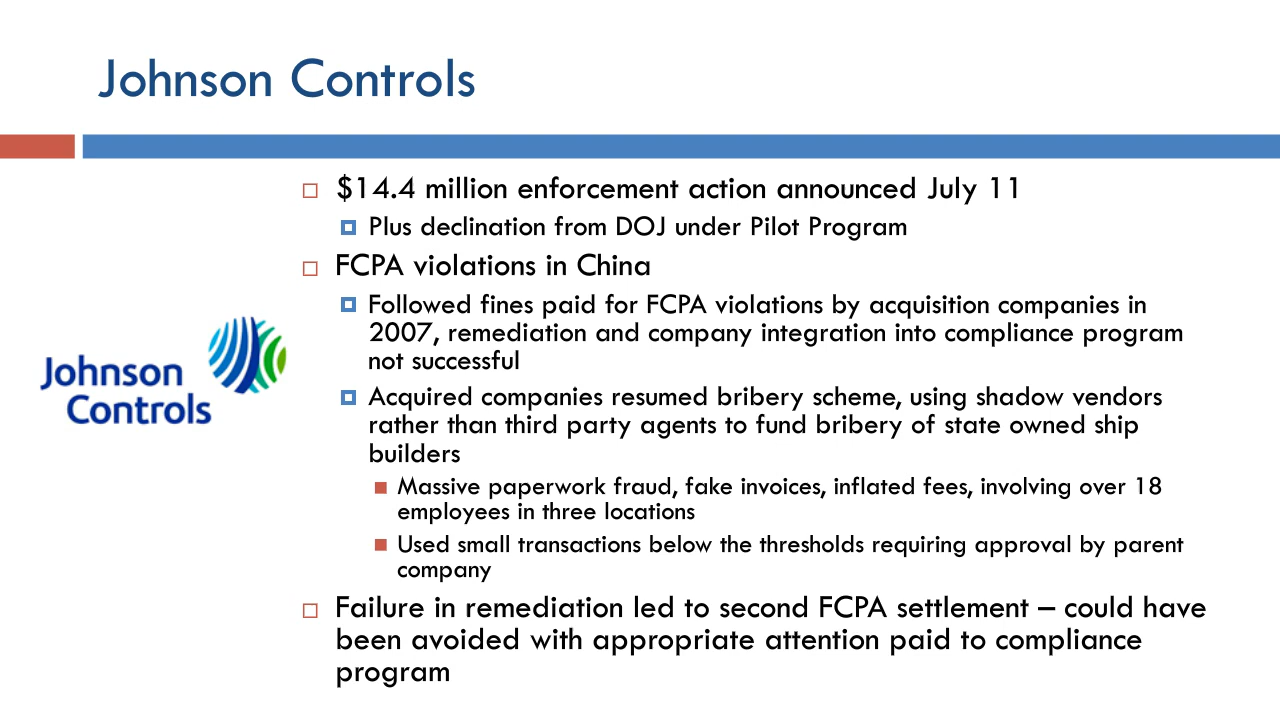 Johnson Controls
$14.4 million enforcement action announced July 11
Plus declination from DOJ under Pilot Program
FCPA violations in China
Followed fines paid for FCPA violations by acquisition companies in
2007, remediation and company integration into compliance program
not successful
Johnson
Controls
Acquired companies resumed bribery scheme, using shadow vendors
rather than third party agents to fund bribery of state owned ship
builders
Massive paperwork fraud, fake invoices, inflated fees, involving over 18
employees in three locations
Used small transactions below the thresholds requiring approval by parent
company
Failure in remediation led to second FCPA settlement – could have
been avoided with appropriate attention paid to compliance
program